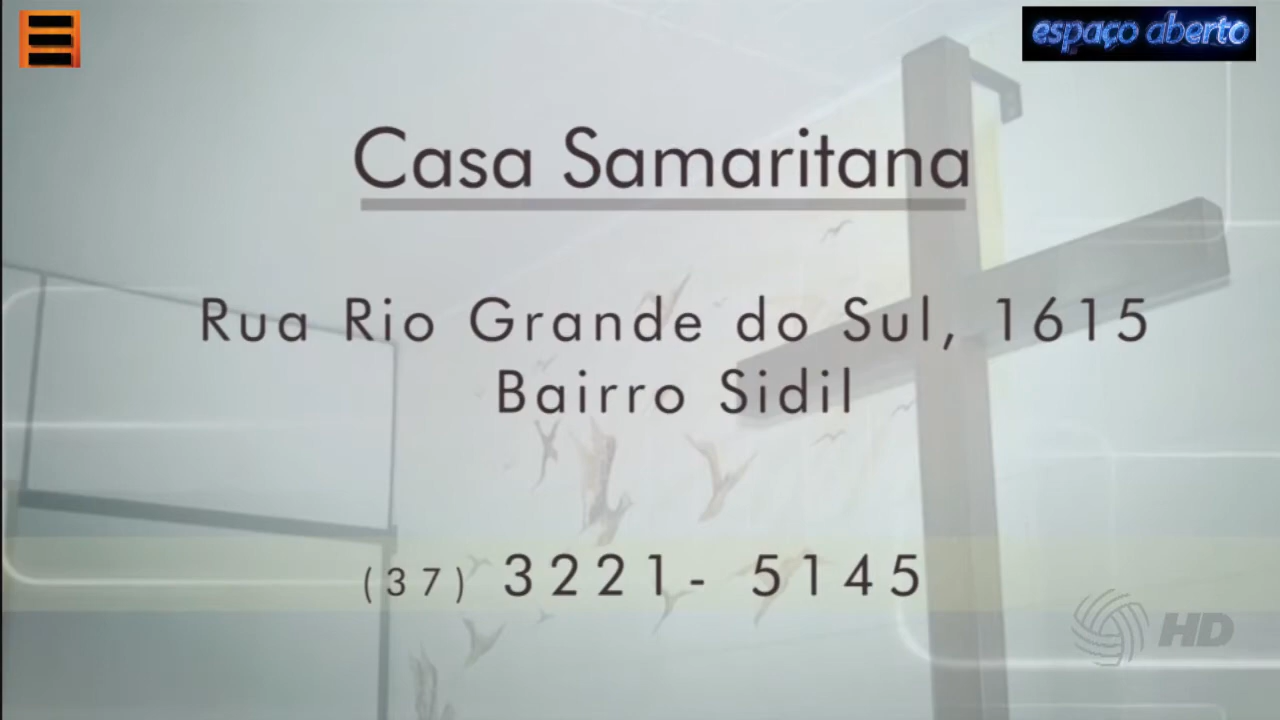 espaço aberto
Casa Samaritana
Rua Rio Grande do Sul, 1615
Bairro Sidil
(37) 3221- 5145
HD